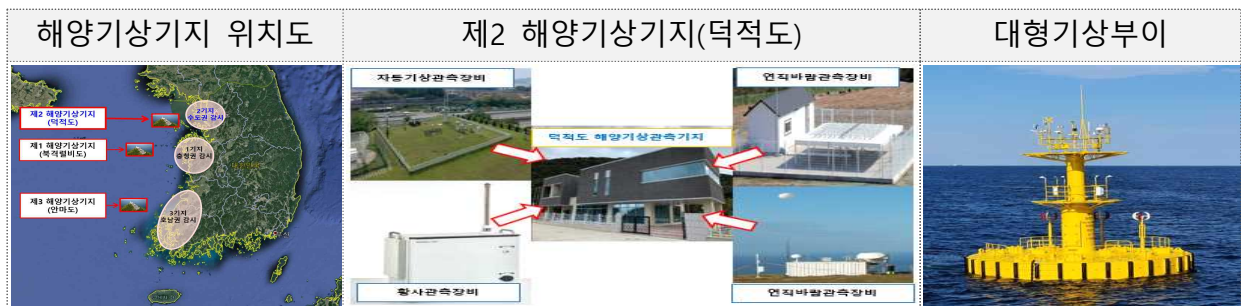 해양기상기지 위치도
제2 해양기상기지(덕적도)
대형기상부이
제2 해양기상기지
(덕적도)
2기지
수도권 감시
제1 해양기상기지
(북격렬비도)
1기지
충청권 감시
제3 해양기상기지
(안마도)
3기지
호남권 감시
자동기상관측장비
연직바람관측장비
덕적도 해양기상관측기지
황사관측장비
연직바람관측장비